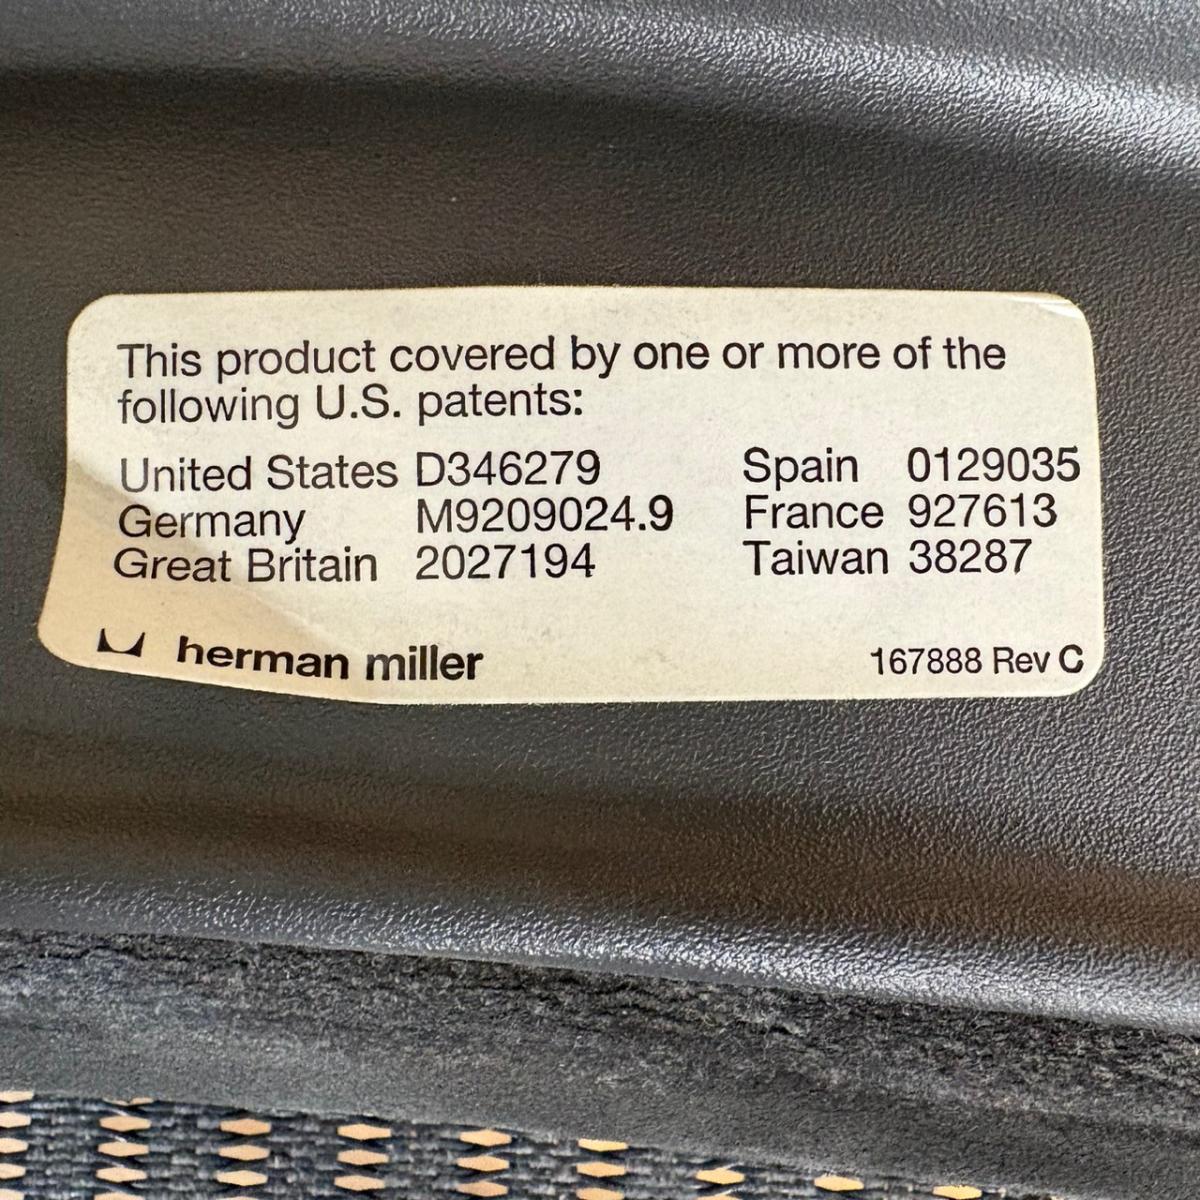 This product covered by one or more of the
following U.S. patents:
United States D346279 Spain 0129035
Germany M9209024.9 France 927613
Great Britain 2027194 Taiwan 38287
herman miller 167888 Rev C